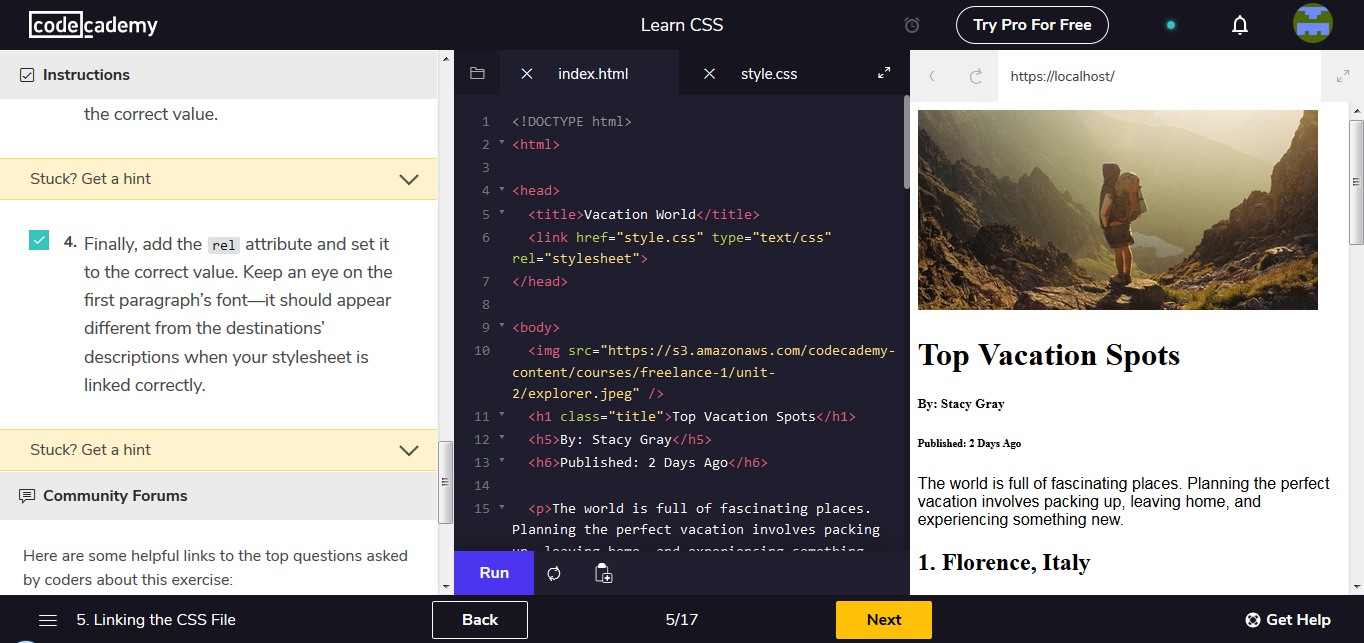 codecademy
Learn CSS
Try Pro For Free
Instructions
the correct value.
Stuck? Get a hint
4. Finally, add the rel attribute and set it
to the correct value. Keep an eye on the
first paragraph’s font—it should appear
different from the destinations’
descriptions when your stylesheet is
linked correctly.
Stuck? Get a hint
Community Forums
Here are some helpful links to the top questions asked
by coders about this exercise:
index.html
style.css
1 <!DOCTYPE html>
2 <html>
3
4 <head>
5 <title>Vacation World</title>
6 <link href="style.css" type="text/css"
rel="stylesheet">
7 </head>
8
9 <body>
10 <img src="https://s3.amazonaws.com/codecademy-
content/courses/freelance-1/unit-
2/explorer.jpeg" />
11 <h1 class="title">Top Vacation Spots</h1>
12 <h5>By: Stacy Gray</h5>
13 <h6>Published: 2 Days Ago</h6>
14
15 <p>The world is full of fascinating places.
Planning the perfect vacation involves packing
up, leaving home, and experiencing something
Run
https://localhost/
Top Vacation Spots
By: Stacy Gray
Published: 2 Days Ago
The world is full of fascinating places. Planning the perfect
vacation involves packing up, leaving home, and
experiencing something new.
1. Florence, Italy
5. Linking the CSS File
Back
5/17
Next
Get Help